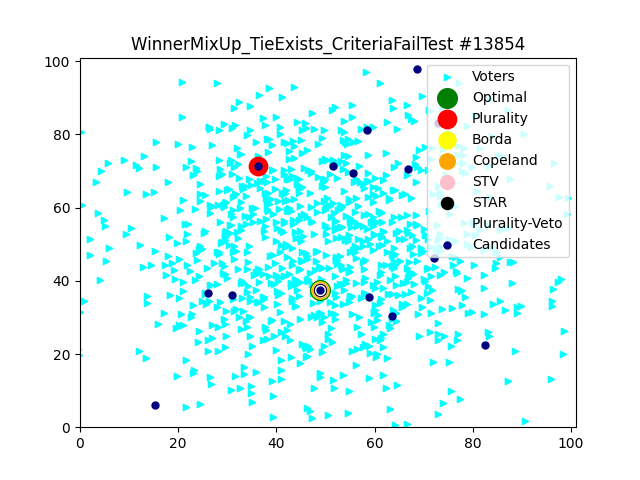 WinnerMixUp_TieExists_CriteriaFailTest #13854
100
80
60
40
20
0
0
20
40
60
80
100
Voters
Optimal
Plurality
Borda
Copeland
STV
STAR
Plurality-Veto
Candidates